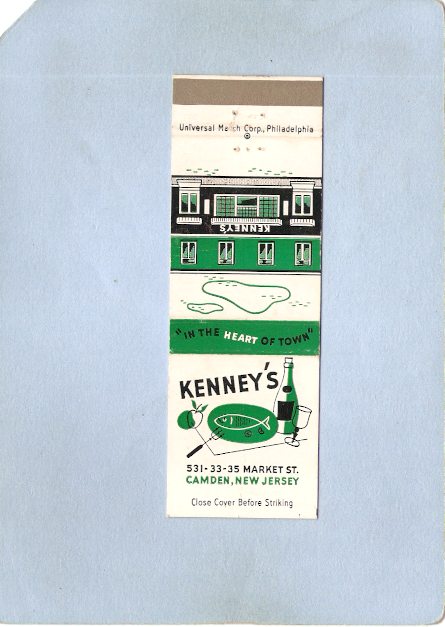 Universal Match Corp., Philadelphia
KENNEY'S
"IN THE HEART OF TOWN"
KENNEY'S
531-33-35 MARKET ST.
CAMDEN, NEW JERSEY
Close Cover Before Striking